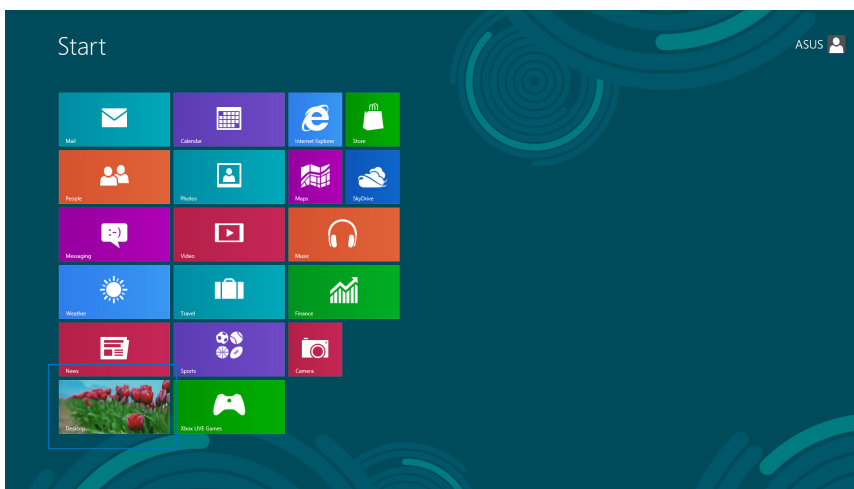 Start
ASUS
Mail
Calendar
Internet Explorer
Store
People
Photos
Maps
SkyDrive
Messaging
:-)
Video
Music
Weather
Travel
Finance
News
Sports
Camera
Desktop
Xbox LIVE Games